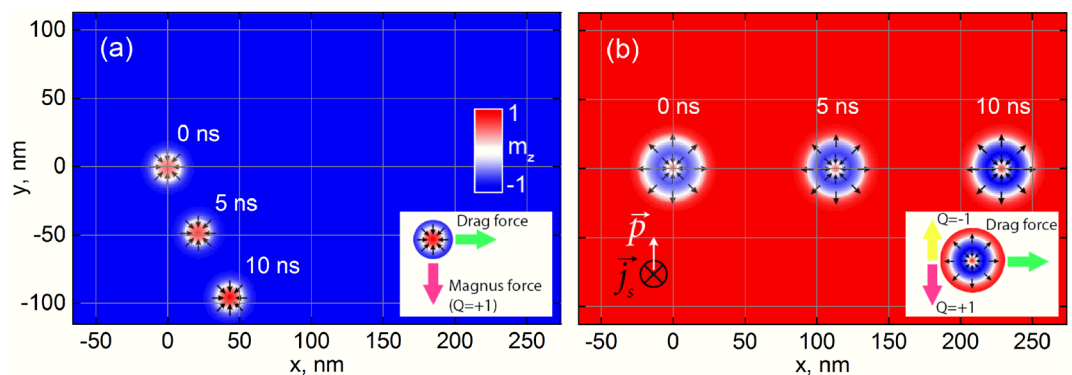 (a)
y, nm
100
50
0
-50
-100
0 ns
5 ns
10 ns
1
m_z
-1
Drag force
Magnus force
(Q=+1)
-50 0 50 100 150 200 250
x, nm
(b)
0 ns 5 ns 10 ns
p
j_s
Q=-1 Drag force
Q=+1
-50 0 50 100 150 200 250
x, nm